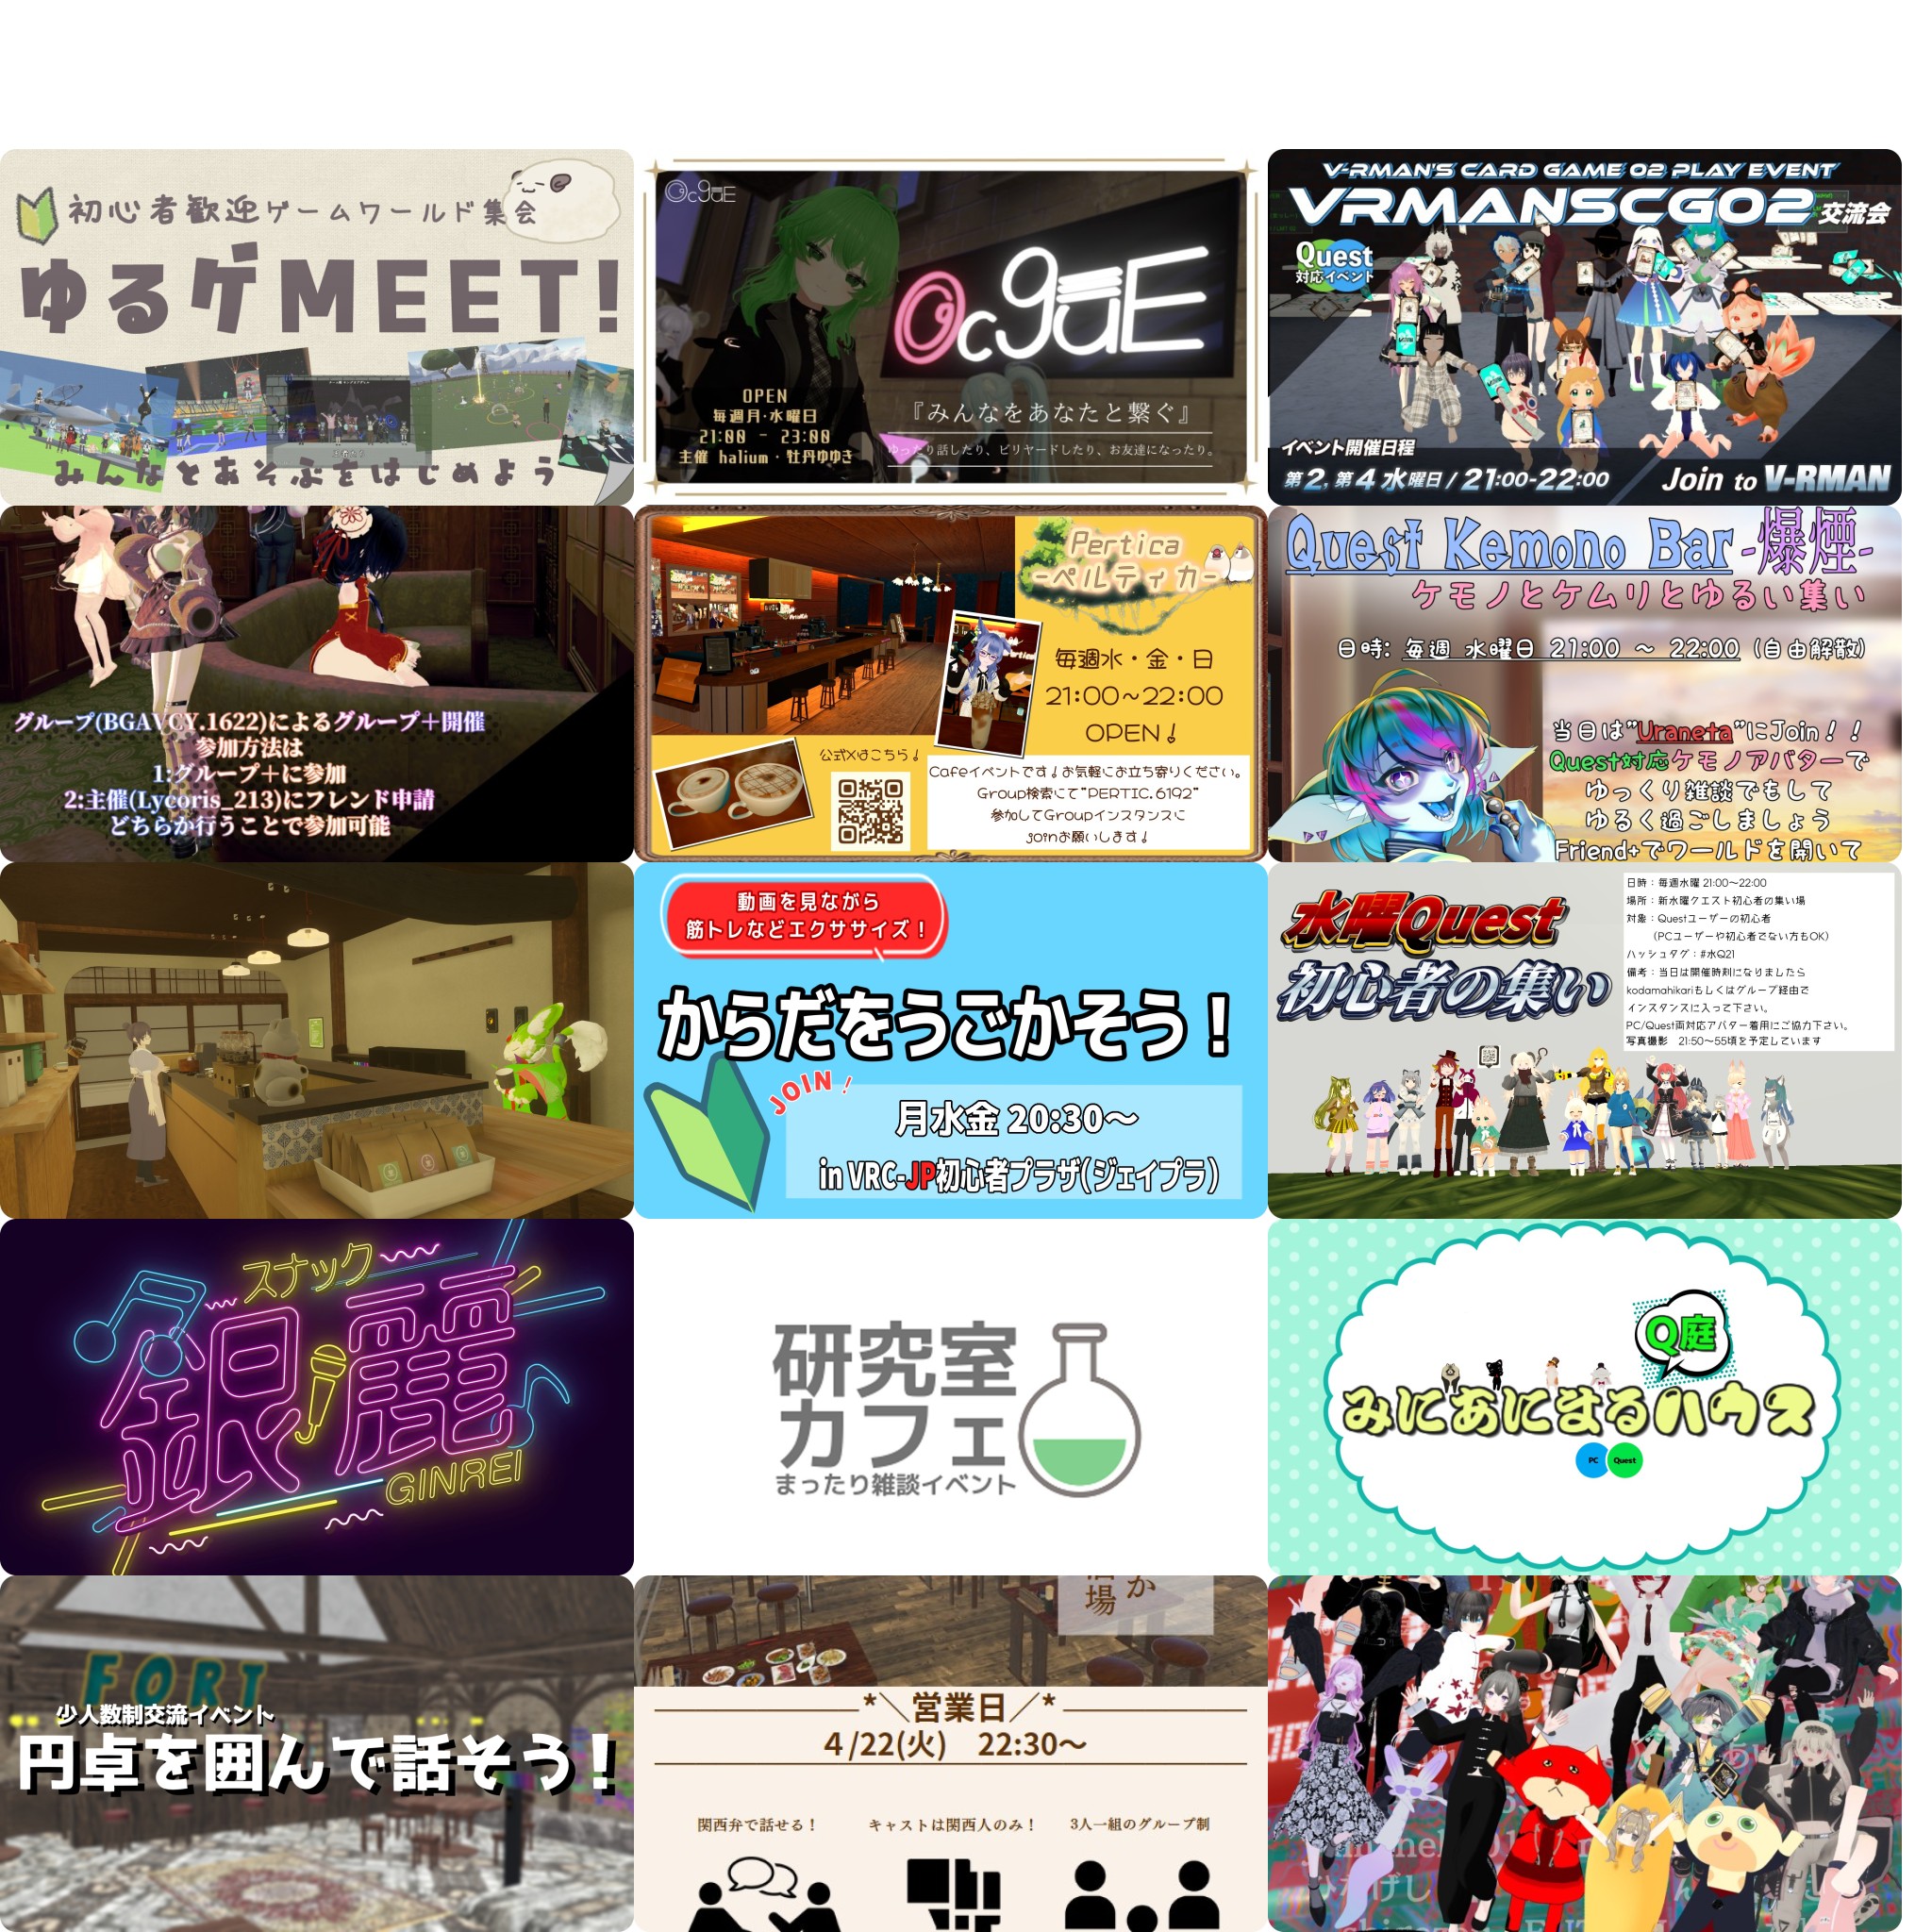 初心者歓迎ゲームワールド集会
ゆるゲMEET!
みんなとあそぶをはじめよう
OcguE
OcguE
OPEN
毎週月・水曜日
21:00 - 23:00
主催 halium・牡丹ゆゆき
『みんなをあなたと繋ぐ』
ゆったり話したり、ビリヤードしたり、お友達になったり。
V-RMAN'S CARD GAME 02 PLAY EVENT
VRMANSCG02 交流会
Quest
対応イベント
イベント開催日程
第2, 第4 水曜日 / 21:00-22:00
Join to V-RMAN
グループ(BGAVCY.1622)によるグループ＋開催
参加方法は
1:グループ＋に参加
2:主催(Lycoris_213)にフレンド申請
どちらか行うことで参加可能
Pertica
-ペルティカ-
毎週水・金・日
21:00~22:00
OPEN!
公式Xはこちら!
Cafeイベントです!お気軽にお立ち寄りください。
Group検索にて"PERTIC.6192"
参加してGroupインスタンスに
joinお願いします!
Quest Kemono Bar -爆煙-
ケモノとケムリとゆるい集い
日時: 毎週 水曜日 21:00 ～ 22:00 (自由解散)
当日は"Uraneta"にJoin!!
Quest対応ケモノアバターで
ゆっくり雑談でもして
ゆるく過ごしましょう
Friend+でワールドを開いて
動画を見ながら
筋トレなどエクササイズ！
からだをうごかそう！
JOIN!
月水金 20:30～
in VRC-JP初心者プラザ(ジェイプラ)
水曜Quest
初心者の集い
日時：毎週水曜 21:00～22:00
場所：新水曜クエスト初心者の集い場
対象：Questユーザーの初心者
(PCユーザーや初心者でない方もOK)
ハッシュタグ：#水Q21
備考：当日は開催時刻になりましたら
kodamahikariもしくはグループ経由で
インスタンスに入って下さい。
PC/Quest両対応アバター着用にご協力下さい。
写真撮影 21:50～55頃を予定しています
スナック
銀麗
GINREI
研究室
カフェ
まったり雑談イベント
Q庭
みにあにまるハウス
PC
Quest
FORT
少人数制交流イベント
円卓を囲んで話そう！
か
酒場
*＼営業日／*
4/22(火) 22:30～
関西弁で話せる！
キャストは関西人のみ！
3人一組のグループ制